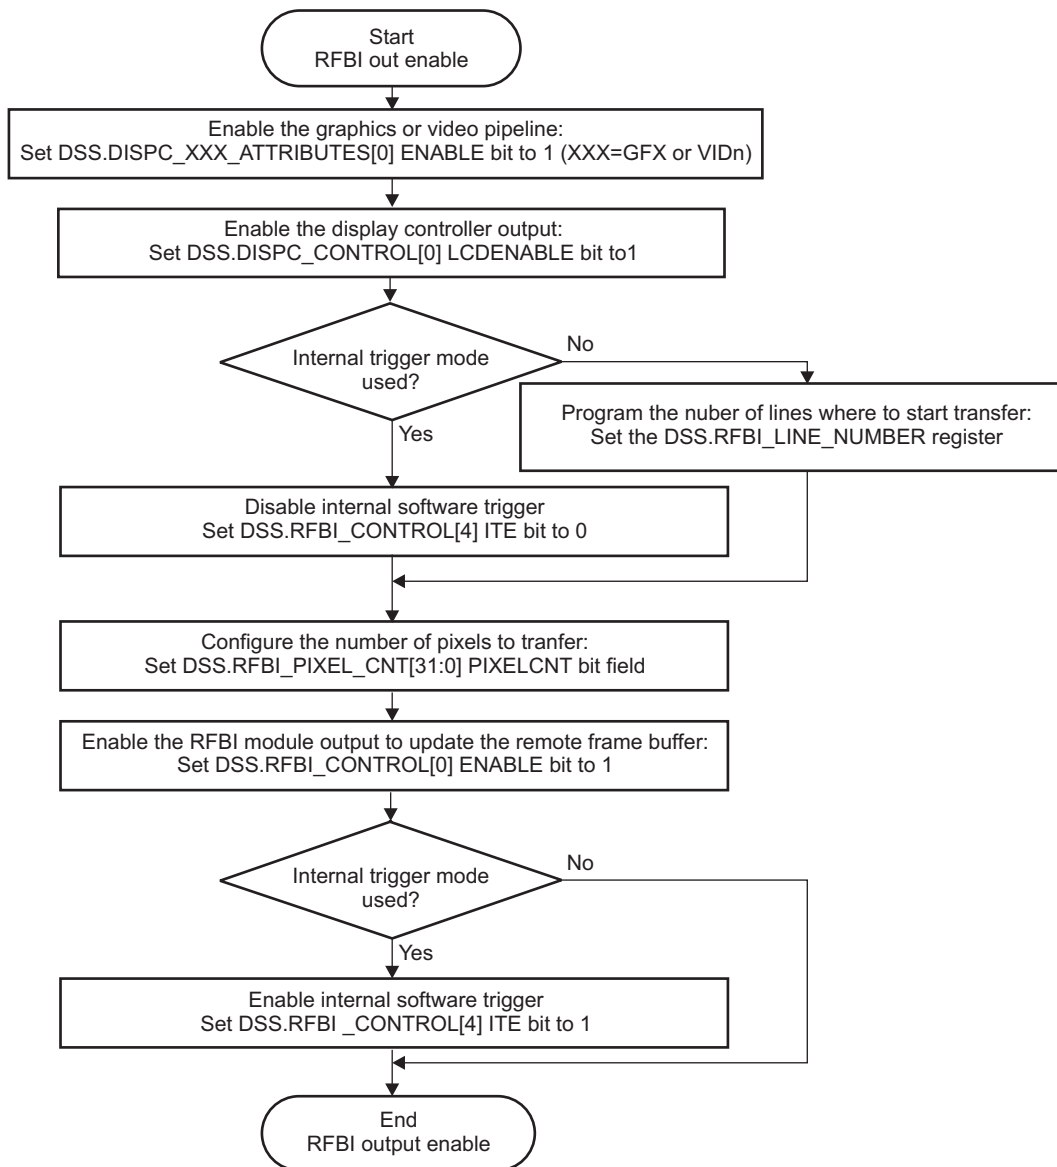 Start
RFBI out enable
Enable the graphics or video pipeline:
Set DSS.DISPC_XXX_ATTRIBUTES[0] ENABLE bit to 1 (XXX=GFX or VIDn)
Enable the display controller output:
Set DSS.DISPC_CONTROL[0] LCDENABLE bit to1
Internal trigger mode
used?
No
Yes
Program the nuber of lines where to start transfer:
Set the DSS.RFBI_LINE_NUMBER register
Disable internal software trigger
Set DSS.RFBI_CONTROL[4] ITE bit to 0
Configure the number of pixels to tranfer:
Set DSS.RFBI_PIXEL_CNT[31:0] PIXELCNT bit field
Enable the RFBI module output to update the remote frame buffer:
Set DSS.RFBI_CONTROL[0] ENABLE bit to 1
Internal trigger mode
used?
No
Yes
Enable internal software trigger
Set DSS.RFBI _CONTROL[4] ITE bit to 1
End
RFBI output enable